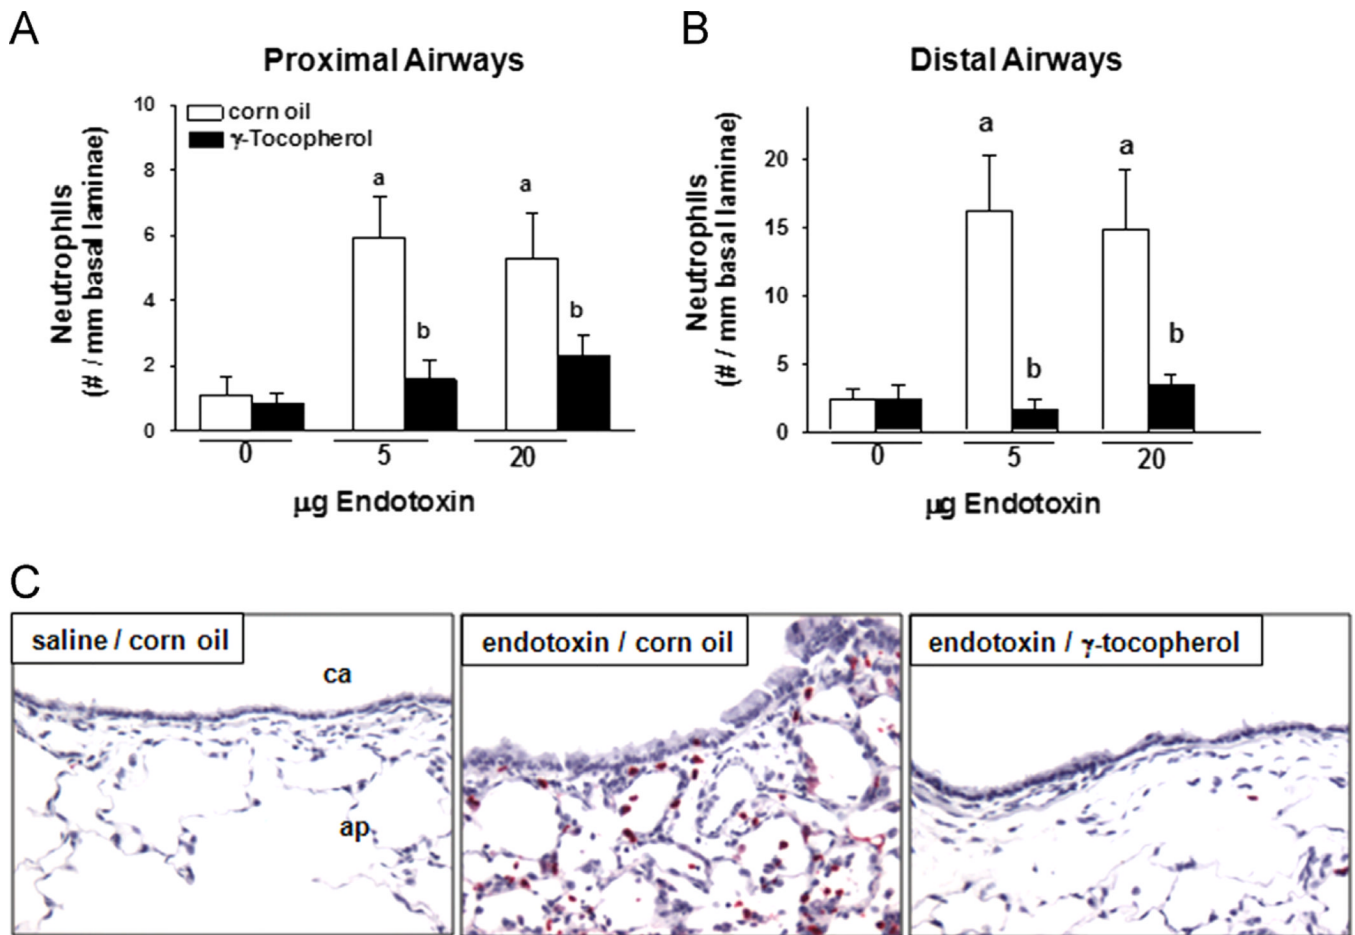 A
Proximal Airways
corn oil
γ-Tocopherol
Neutrophils
(# / mm basal laminae)
10
8
6
4
2
0
a
b
a
b
0
5
20
µg Endotoxin
B
Distal Airways
Neutrophils
(# / mm basal laminae)
20
15
10
5
0
a
b
a
b
0
5
20
µg Endotoxin
C
saline / corn oil
ca
ap
endotoxin / corn oil
endotoxin / γ-tocopherol